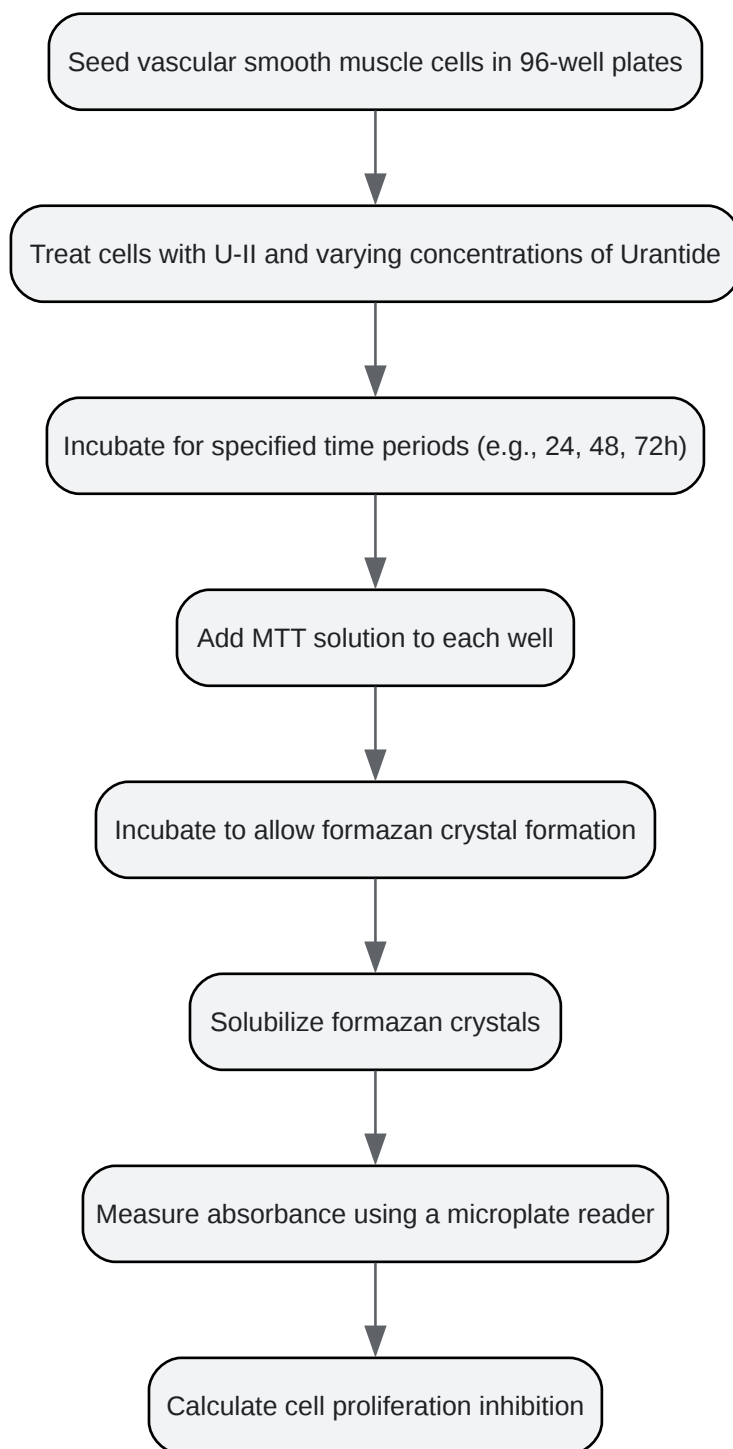 Seed vascular smooth muscle cells in 96-well plates
Treat cells with U-II and varying concentrations of Urantide
Incubate for specified time periods (e.g., 24, 48, 72h)
Add MTT solution to each well
Incubate to allow formazan crystal formation
Solubilize formazan crystals
Measure absorbance using a microplate reader
Calculate cell proliferation inhibition